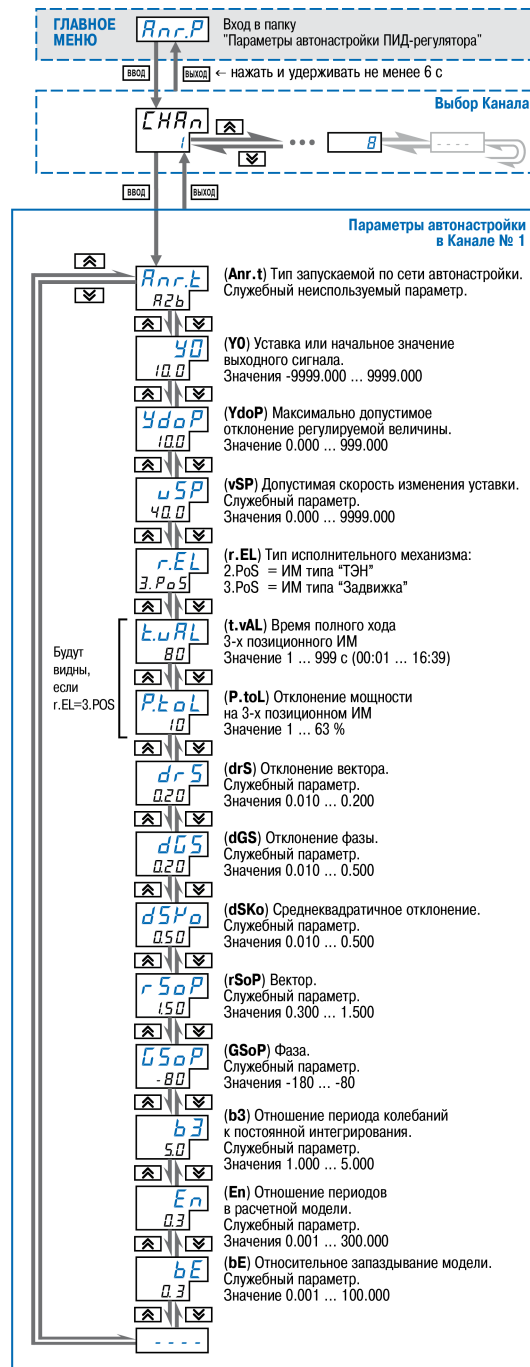 ГЛАВНОЕ
МЕНЮ
Anr.P
Вход в папку
"Параметры автонастройки ПИД-регулятора"
ВВОД
ВЫХОД
← нажать и удерживать не менее 6 с
Выбор Канала
CHAn
1
•••
8
- - - -
ВВОД
ВЫХОД
Параметры автонастройки
в Канале № 1
Anr.t
A2b
(Anr.t) Тип запускаемой по сети автонастройки.
Служебный неиспользуемый параметр.
Y0
10.0
(Y0) Уставка или начальное значение
выходного сигнала.
Значения -9999.000 ... 9999.000
YdoP
10.0
(YdoP) Максимально допустимое
отклонение регулируемой величины.
Значение 0.000 ... 999.000
vSP
40.0
(vSP) Допустимая скорость изменения уставки.
Служебный параметр.
Значения 0.000 ... 9999.000
r.EL
3.PoS
(r.EL) Тип исполнительного механизма:
2.PoS = ИМ типа “ТЭН”
3.PoS = ИМ типа “Задвижка”
Будут
видны,
если
r.EL=3.POS
t.vAL
80
(t.vAL) Время полного хода
3-х позиционного ИМ
Значение 1 ... 999 с (00:01 ... 16:39)
P.toL
10
(P.toL) Отклонение мощности
на 3-х позиционном ИМ
Значение 1 ... 63 %
drS
0.20
(drS) Отклонение вектора.
Служебный параметр.
Значения 0.010 ... 0.200
dGS
0.20
(dGS) Отклонение фазы.
Служебный параметр.
Значения 0.010 ... 0.500
dSKo
0.50
(dSKo) Среднеквадратичное отклонение.
Служебный параметр.
Значения 0.010 ... 0.500
rSoP
1.50
(rSoP) Вектор.
Служебный параметр.
Значения 0.300 ... 1.500
GSoP
-80
(GSoP) Фаза.
Служебный параметр.
Значения -180 ... -80
b3
5.0
(b3) Отношение периода колебаний
к постоянной интегрирования.
Служебный параметр.
Значения 1.000 ... 5.000
En
0.3
(En) Отношение периодов
в расчетной модели.
Служебный параметр.
Значения 0.001 ... 300.000
bE
0.3
(bE) Относительное запаздывание модели.
Служебный параметр.
Значение 0.001 ... 100.000
- - - -